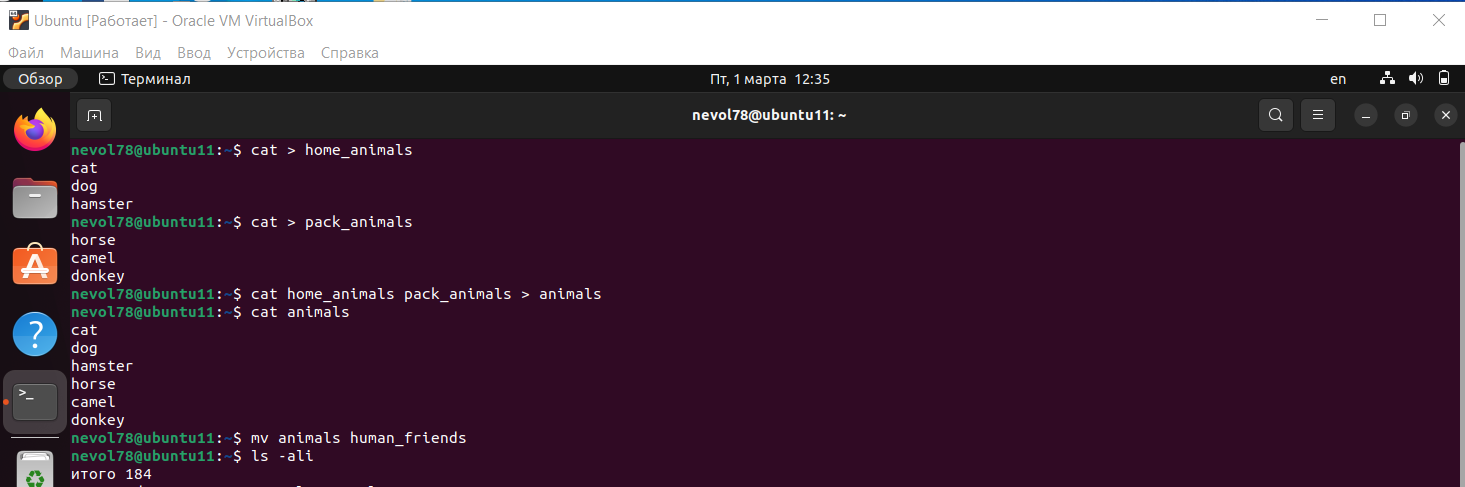 Ubuntu [Работает] - Oracle VM VirtualBox
Файл Машина Вид Ввод Устройства Справка
Обзор Терминал Пт, 1 марта 12:35 en
nevol78@ubuntu11: ~
nevol78@ubuntu11:~$ cat > home_animals
cat
dog
hamster
nevol78@ubuntu11:~$ cat > pack_animals
horse
camel
donkey
nevol78@ubuntu11:~$ cat home_animals pack_animals > animals
nevol78@ubuntu11:~$ cat animals
cat
dog
hamster
horse
camel
donkey
nevol78@ubuntu11:~$ mv animals human_friends
nevol78@ubuntu11:~$ ls -ali
итого 184